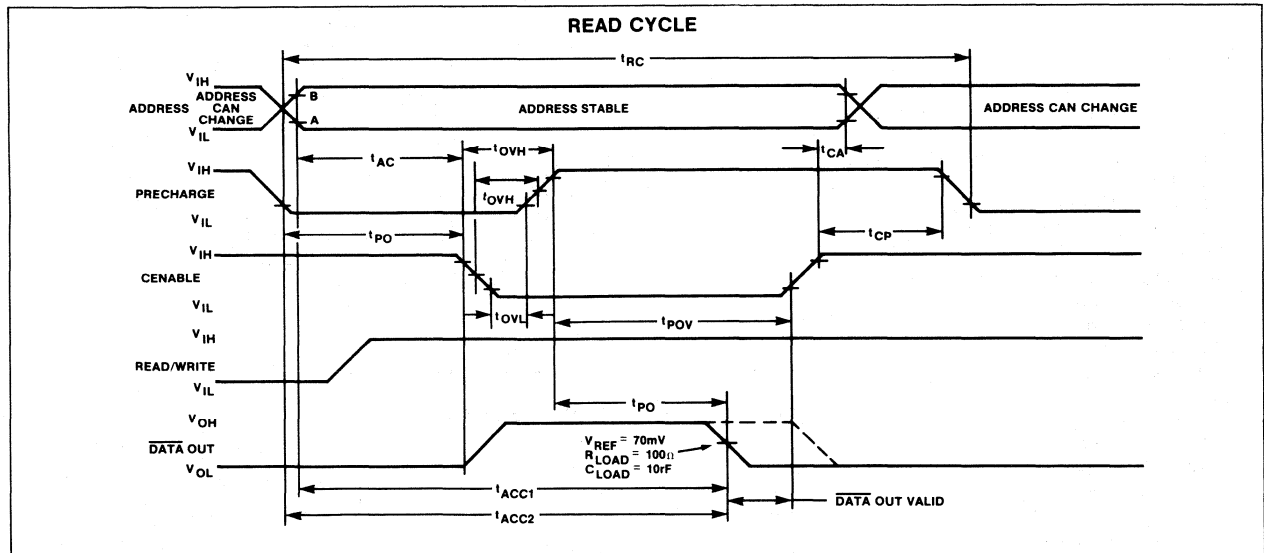 READ CYCLE
tRC
VIH
ADDRESS
ADDRESS CAN CHANGE
VIL
B
A
ADDRESS STABLE
ADDRESS CAN CHANGE
tAC
tOVH
tCA
VIH
PRECHARGE
VIL
tOVH
tPO
tCP
VIH
CENABLE
VIL
tOVL
tPOV
VIH
READ/WRITE
VIL
tPO
VOH
DATA OUT
VOL
VREF = 70mV
RLOAD = 100Ω
CLOAD = 10rF
tACC1
DATA OUT VALID
tACC2